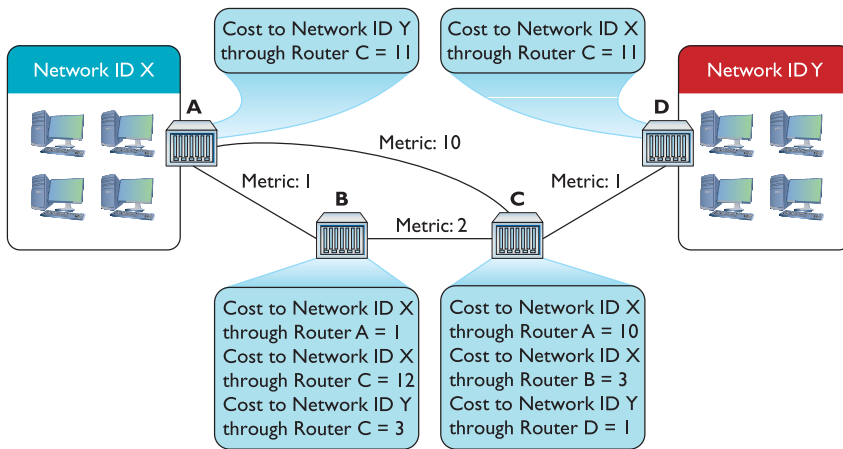 Cost to Network ID Y
through Router C = 11
Cost to Network ID X
through Router C = 11
Network ID X
Network ID Y
A
D
Metric: 10
Metric: 1
Metric: 1
B
C
Metric: 2
Cost to Network ID X
through Router A = 1
Cost to Network ID X
through Router C = 12
Cost to Network ID Y
through Router C = 3
Cost to Network ID X
through Router A = 10
Cost to Network ID X
through Router B = 3
Cost to Network ID Y
through Router D = 1